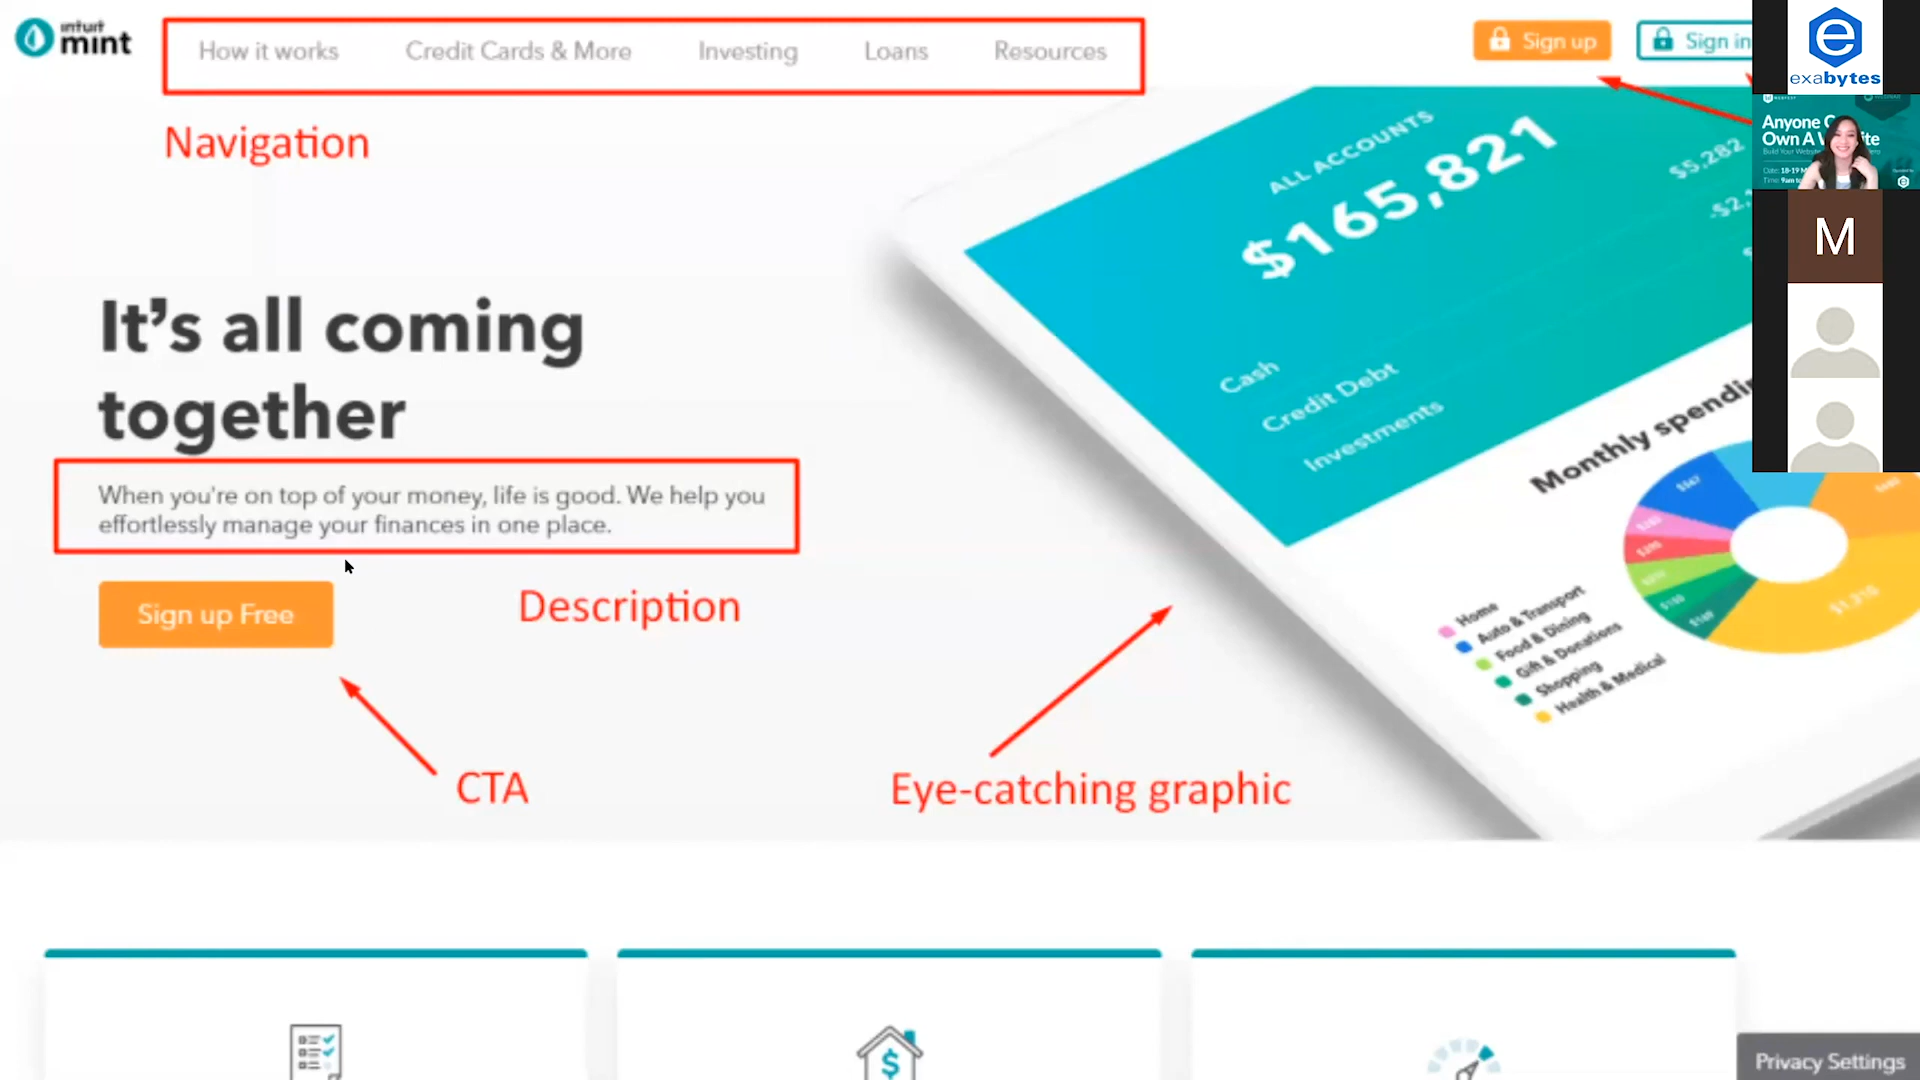 intuit
mint
How it works
Credit Cards & More
Investing
Loans
Resources
Sign up
Sign in
exabytes
Navigation
Anyone
Own A
ALL ACCOUNTS
$165,821
$5,282
Cash
Credit Debt
Investments
M
It's all coming
together
When you're on top of your money, life is good. We help you
effortlessly manage your finances in one place.
Sign up Free
Description
CTA
Eye-catching graphic
Monthly
Home
Auto & Transport
Food & Dining
Gift & Donations
Shopping
Health & Medical
Privacy Settings